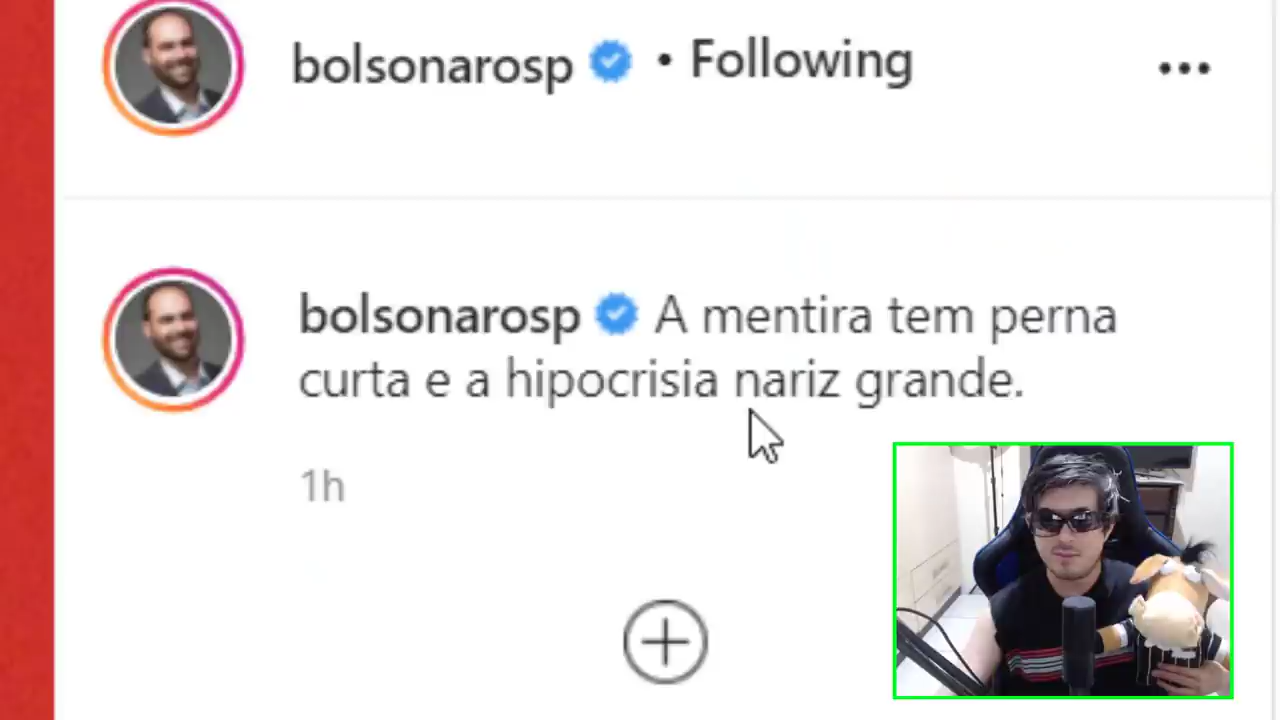 bolsonarosp • Following
bolsonarosp A mentira tem perna
curta e a hipocrisia nariz grande.
1h